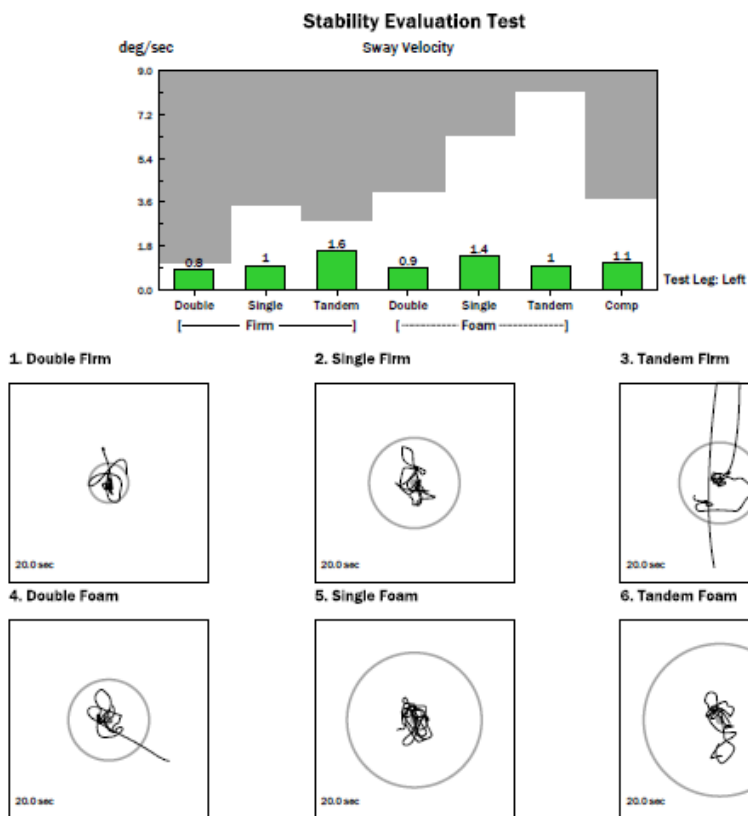 Stability Evaluation Test
deg/sec
Sway Velocity
9.0
7.2
5.4
3.6
1.8
0.0
0.8
1
1.6
0.9
1.4
1
1.1
Test Leg: Left
Double Single Tandem Double Single Tandem Comp
[ Firm ] [ Foam ]
1. Double Firm 2. Single Firm 3. Tandem Firm
20.0 sec 20.0 sec 20.0 sec
4. Double Foam 5. Single Foam 6. Tandem Foam
20.0 sec 20.0 sec 20.0 sec